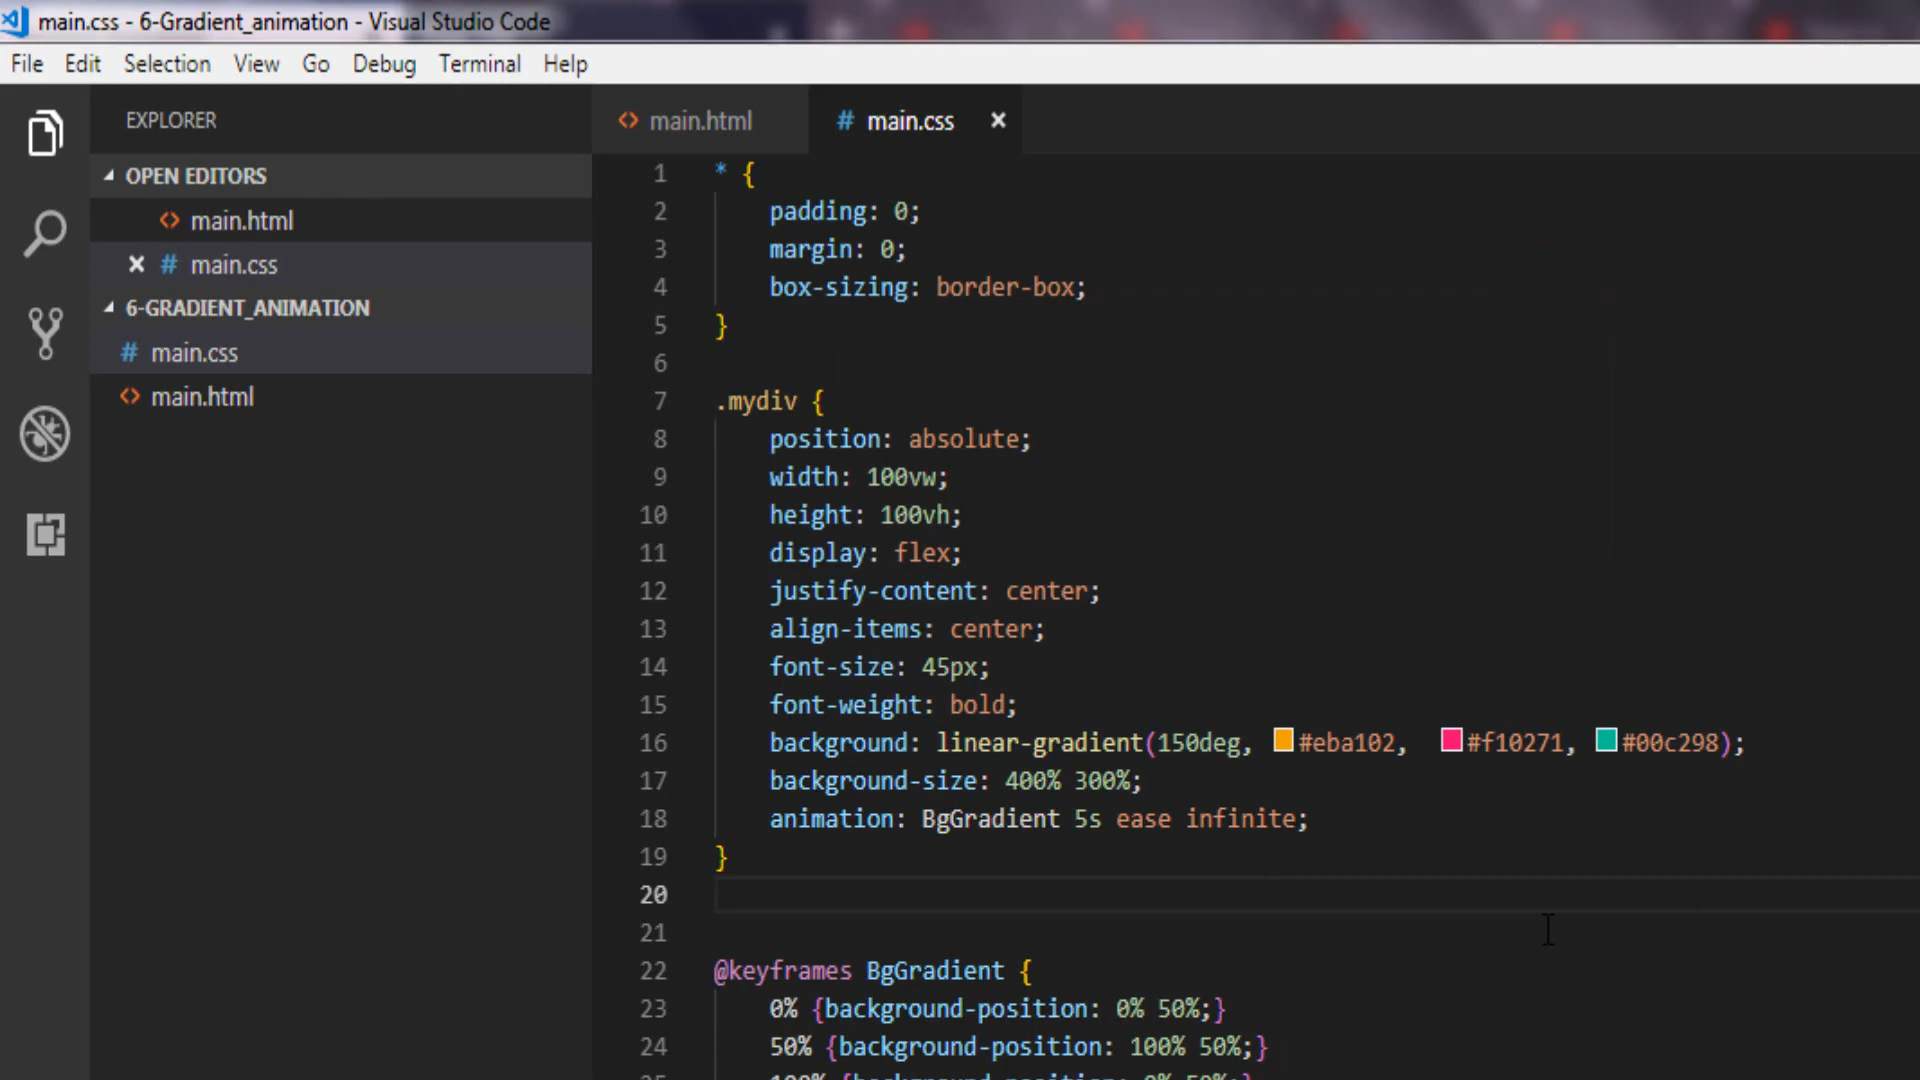 main.css - 6-Gradient_animation - Visual Studio Code
File Edit Selection View Go Debug Terminal Help
EXPLORER
OPEN EDITORS
main.html
# main.css
6-GRADIENT_ANIMATION
# main.css
main.html
main.html
# main.css
1 * {
2 padding: 0;
3 margin: 0;
4 box-sizing: border-box;
5 }
6
7 .mydiv {
8 position: absolute;
9 width: 100vw;
10 height: 100vh;
11 display: flex;
12 justify-content: center;
13 align-items: center;
14 font-size: 45px;
15 font-weight: bold;
16 background: linear-gradient(150deg, #eba102, #f10271, #00c298);
17 background-size: 400% 300%;
18 animation: BgGradient 5s ease infinite;
19 }
20
21
22 @keyframes BgGradient {
23 0% {background-position: 0% 50%;}
24 50% {background-position: 100% 50%;}